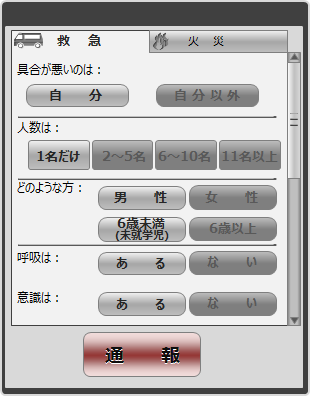 救 急 火 災
具合が悪いのは：
自 分 自分以外
人数は：
1名だけ 2～5名 6～10名 11名以上
どのような方： 男 性 女 性
6歳未満 6歳以上
(未就学児)
呼吸は： ある ない
意識は： ある ない
通 報